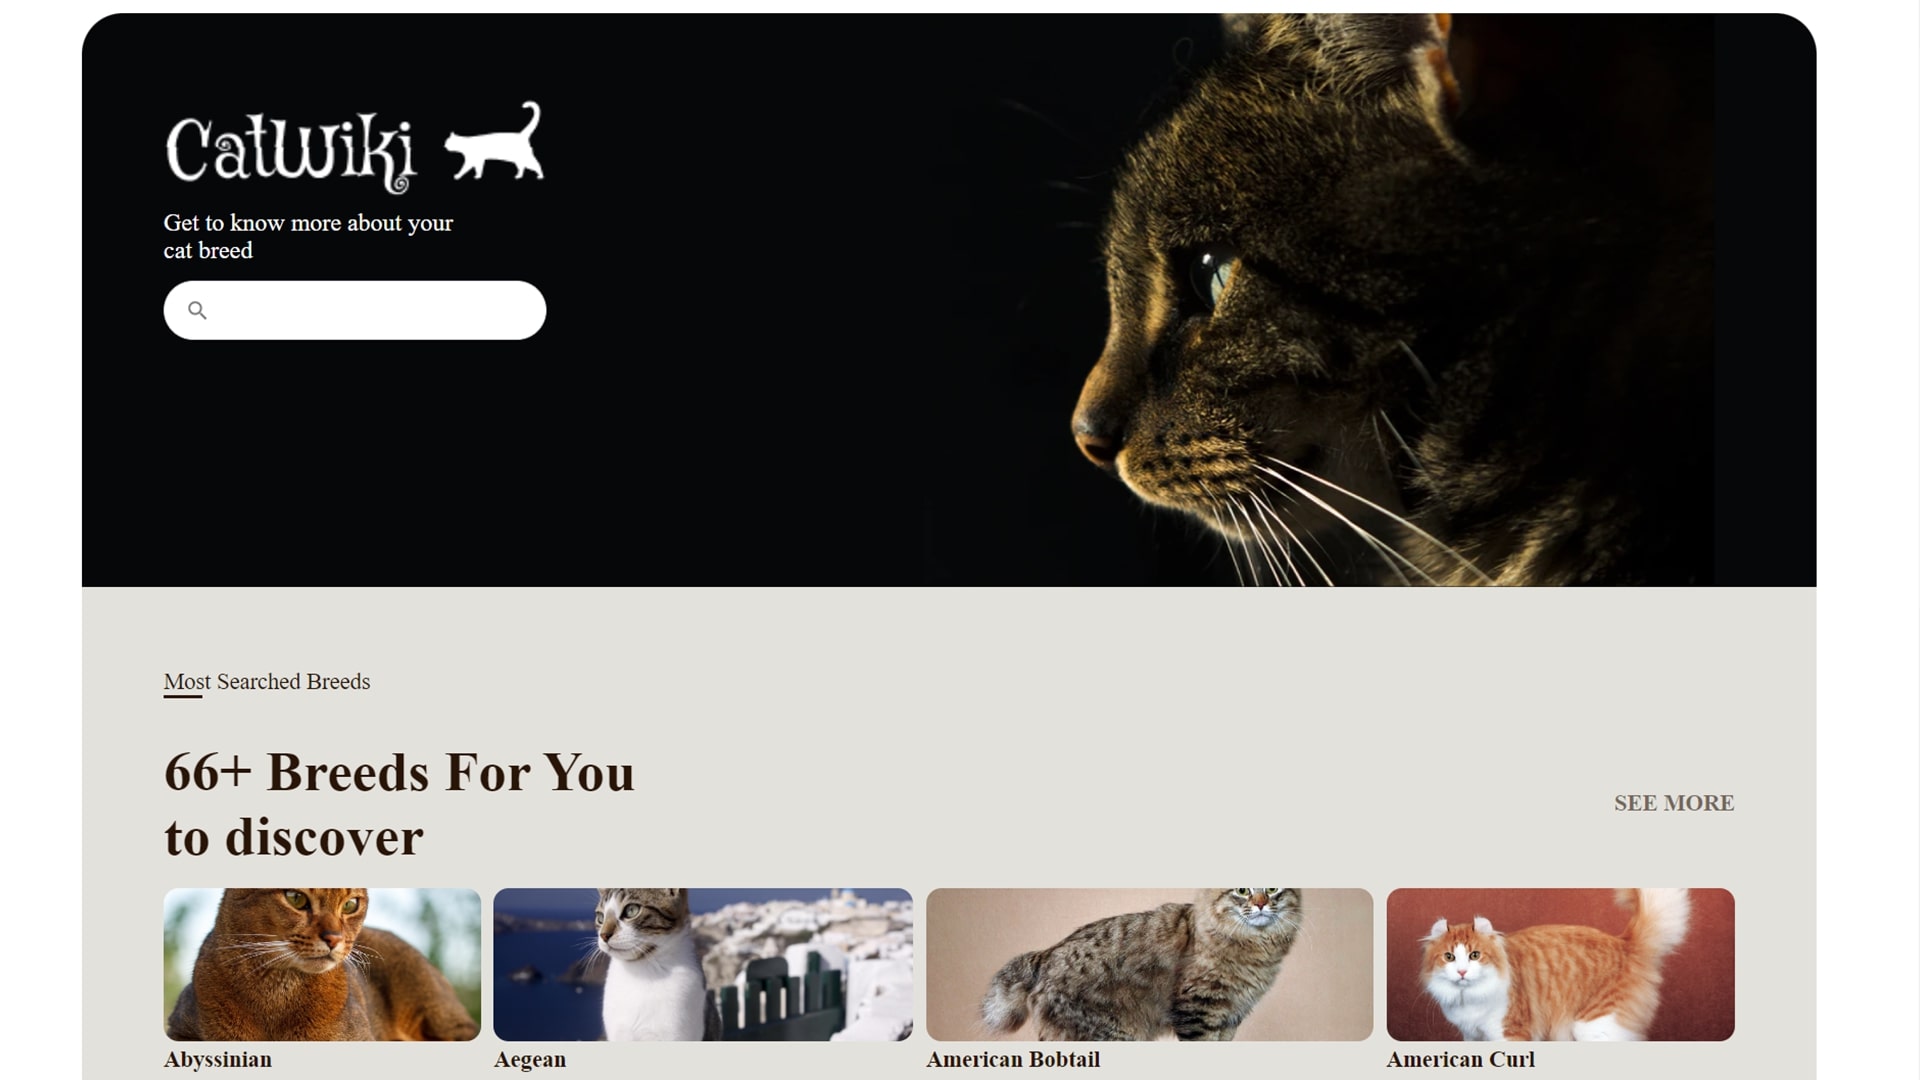 CatWiki
Get to know more about your
cat breed
Most Searched Breeds
66+ Breeds For You
to discover
SEE MORE
Abyssinian
Aegean
American Bobtail
American Curl